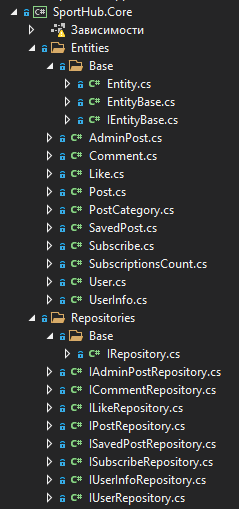 SportHub.Core
Зависимости
Entities
Base
Entity.cs
EntityBase.cs
IEntityBase.cs
AdminPost.cs
Comment.cs
Like.cs
Post.cs
PostCategory.cs
SavedPost.cs
Subscribe.cs
SubscriptionsCount.cs
User.cs
UserInfo.cs
Repositories
Base
IRepository.cs
IAdminPostRepository.cs
ICommentRepository.cs
ILikeRepository.cs
IPostRepository.cs
ISavedPostRepository.cs
ISubscribeRepository.cs
IUserInfoRepository.cs
IUserRepository.cs